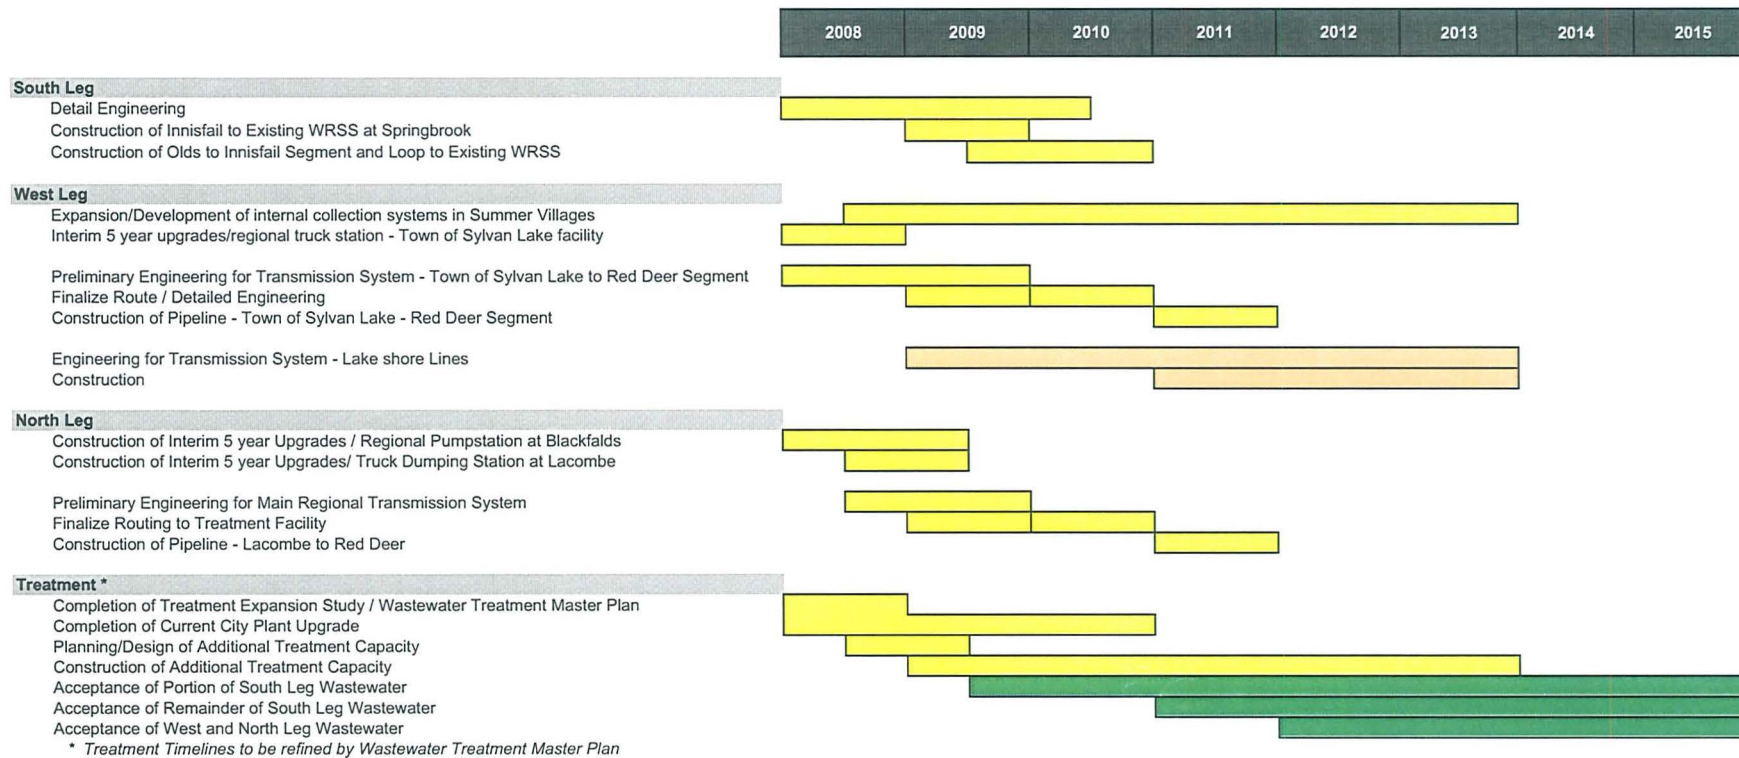 2008 2009 2010 2011 2012 2013 2014 2015
South Leg
Detail Engineering
Construction of Innisfail to Existing WRSS at Springbrook
Construction of Olds to Innisfail Segment and Loop to Existing WRSS
West Leg
Expansion/Development of internal collection systems in Summer Villages
Interim 5 year upgrades/regional truck station - Town of Sylvan Lake facility
Preliminary Engineering for Transmission System - Town of Sylvan Lake to Red Deer Segment
Finalize Route / Detailed Engineering
Construction of Pipeline - Town of Sylvan Lake - Red Deer Segment
Engineering for Transmission System - Lake shore Lines
Construction
North Leg
Construction of Interim 5 year Upgrades / Regional Pumpstation at Blackfalds
Construction of Interim 5 year Upgrades/ Truck Dumping Station at Lacombe
Preliminary Engineering for Main Regional Transmission System
Finalize Routing to Treatment Facility
Construction of Pipeline - Lacombe to Red Deer
Treatment *
Completion of Treatment Expansion Study / Wastewater Treatment Master Plan
Completion of Current City Plant Upgrade
Planning/Design of Additional Treatment Capacity
Construction of Additional Treatment Capacity
Acceptance of Portion of South Leg Wastewater
Acceptance of Remainder of South Leg Wastewater
Acceptance of West and North Leg Wastewater
* Treatment Timelines to be refined by Wastewater Treatment Master Plan